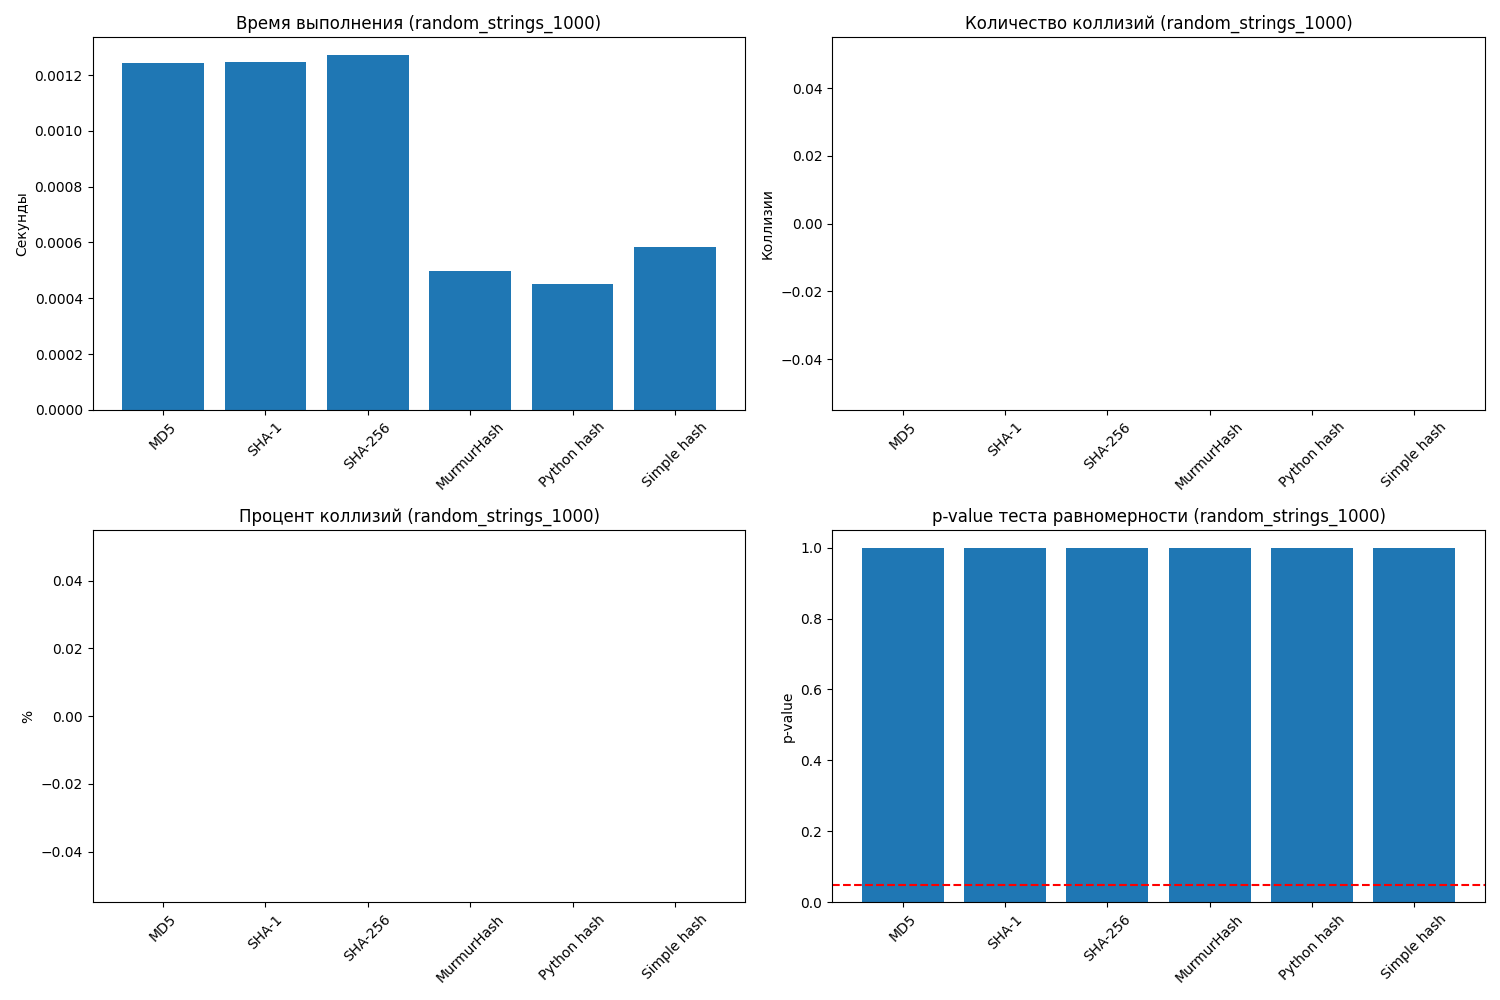 Время выполнения (random_strings_1000)
Секунды
0.0012
0.0010
0.0008
0.0006
0.0004
0.0002
0.0000
MD5
SHA-1
SHA-256
MurmurHash
Python hash
Simple hash
Количество коллизий (random_strings_1000)
Коллизии
0.04
0.02
0.00
−0.02
−0.04
MD5
SHA-1
SHA-256
MurmurHash
Python hash
Simple hash
Процент коллизий (random_strings_1000)
%
0.04
0.02
0.00
−0.02
−0.04
MD5
SHA-1
SHA-256
MurmurHash
Python hash
Simple hash
p-value теста равномерности (random_strings_1000)
p-value
1.0
0.8
0.6
0.4
0.2
0.0
MD5
SHA-1
SHA-256
MurmurHash
Python hash
Simple hash